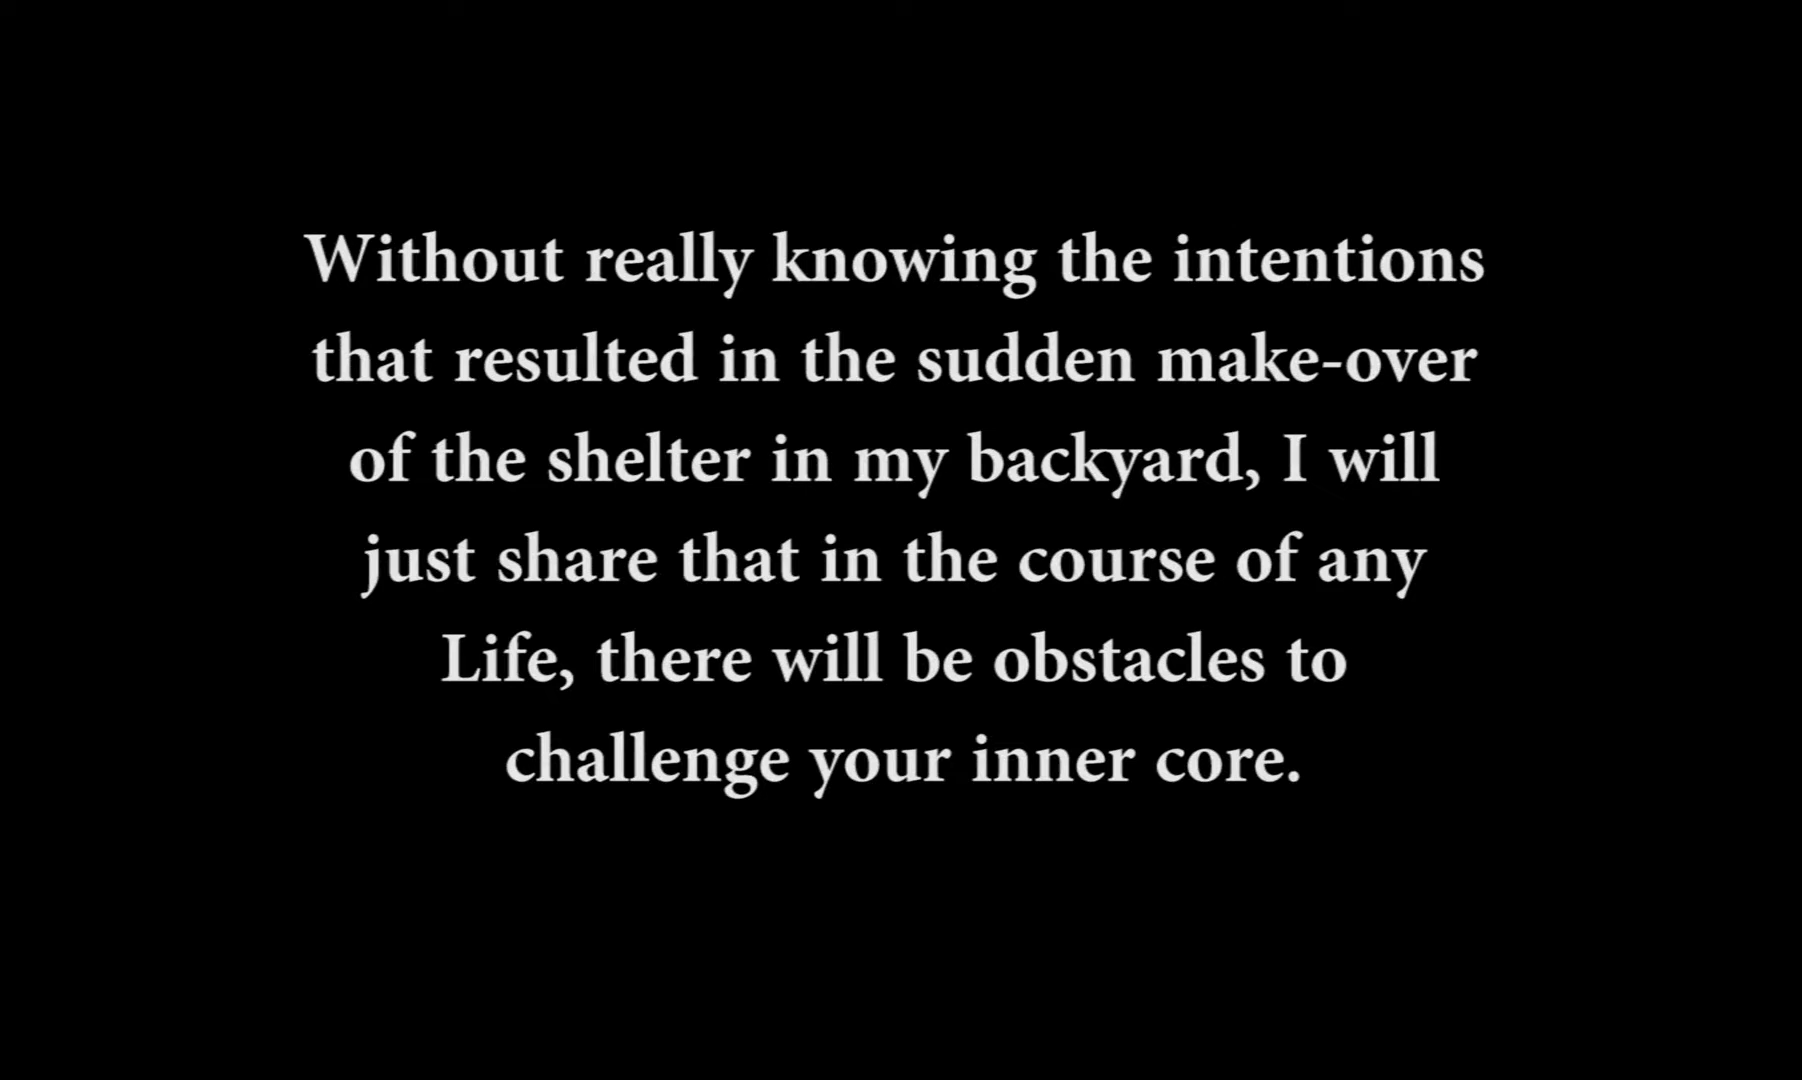 Without really knowing the intentions
that resulted in the sudden make-over
of the shelter in my backyard, I will
just share that in the course of any
Life, there will be obstacles to
challenge your inner core.